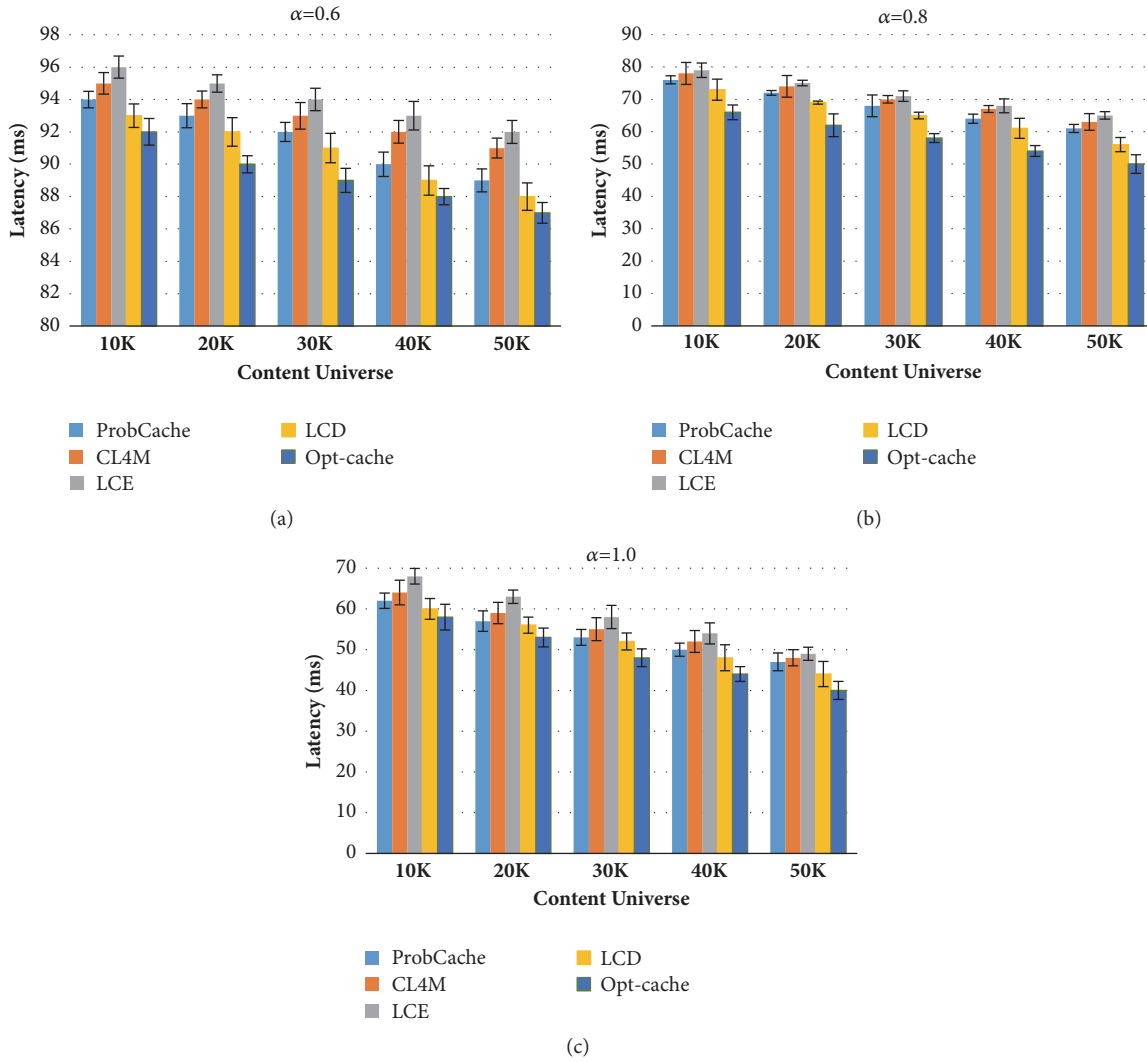 α=0.6
98
96
94
92
90
88
86
84
82
80
Latency (ms)
10K 20K 30K 40K 50K
Content Universe
ProbCache LCD
CL4M Opt-cache
LCE
(a)
α=0.8
90
80
70
60
50
40
30
20
10
0
Latency (ms)
10K 20K 30K 40K 50K
Content Universe
ProbCache LCD
CL4M Opt-cache
LCE
(b)
α=1.0
70
60
50
40
30
20
10
0
Latency (ms)
10K 20K 30K 40K 50K
Content Universe
ProbCache LCD
CL4M Opt-cache
LCE
(c)